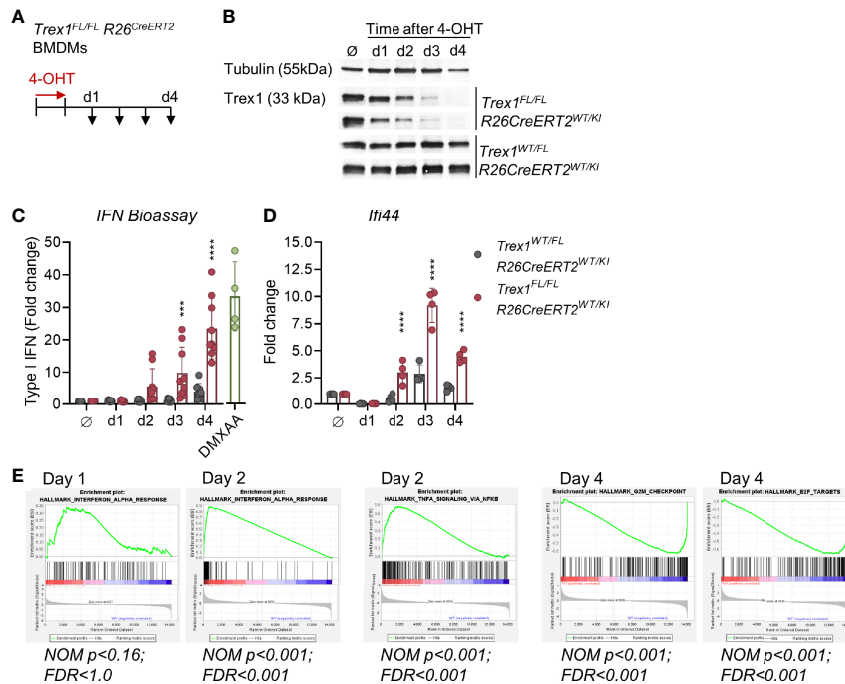 A
Trex1FL/FL R26CreERT2
BMDMs
4-OHT
d1 d4
B
Time after 4-OHT
Ø d1 d2 d3 d4
Tubulin (55kDa)
Trex1 (33 kDa)
Trex1FL/FL
R26CreERT2WT/KI
Trex1WT/FL
R26CreERT2WT/KI
C
IFN Bioassay
Type I IFN (Fold change)
50
40
30
20
10
0
*** ****
∅ d1 d2 d3 d4 DMXAA
D
Ifi44
Fold change
15.0
12.5
10.0
7.5
5.0
2.5
0
**** **** ****
∅ d1 d2 d3 d4
Trex1WT/FL
R26CreERT2WT/KI
Trex1FL/FL
R26CreERT2WT/KI
E
Day 1 Day 2 Day 2 Day 4 Day 4
Enrichment plot:
HALLMARK_INTERFERON_ALPHA_RESPONSE
Enrichment plot:
HALLMARK_INTERFERON_ALPHA_RESPONSE
Enrichment plot:
HALLMARK_TNFA_SIGNALING_VIA_NFKB
Enrichment plot: HALLMARK_G2M_CHECKPOINT
Enrichment plot: HALLMARK_E2F_TARGETS
NOM p<0.16;
FDR<1.0
NOM p<0.001;
FDR<0.001
NOM p<0.001;
FDR<0.001
NOM p<0.001;
FDR<0.001
NOM p<0.001;
FDR<0.001